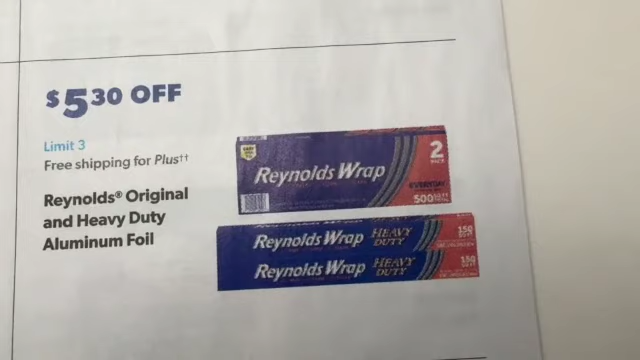 $5.30 OFF
Limit 3
Free shipping for Plus††
Reynolds® Original
and Heavy Duty
Aluminum Foil
Reynolds Wrap
2
EVERYDAY
500
Reynolds Wrap HEAVY DUTY 150
Reynolds Wrap HEAVY DUTY 150